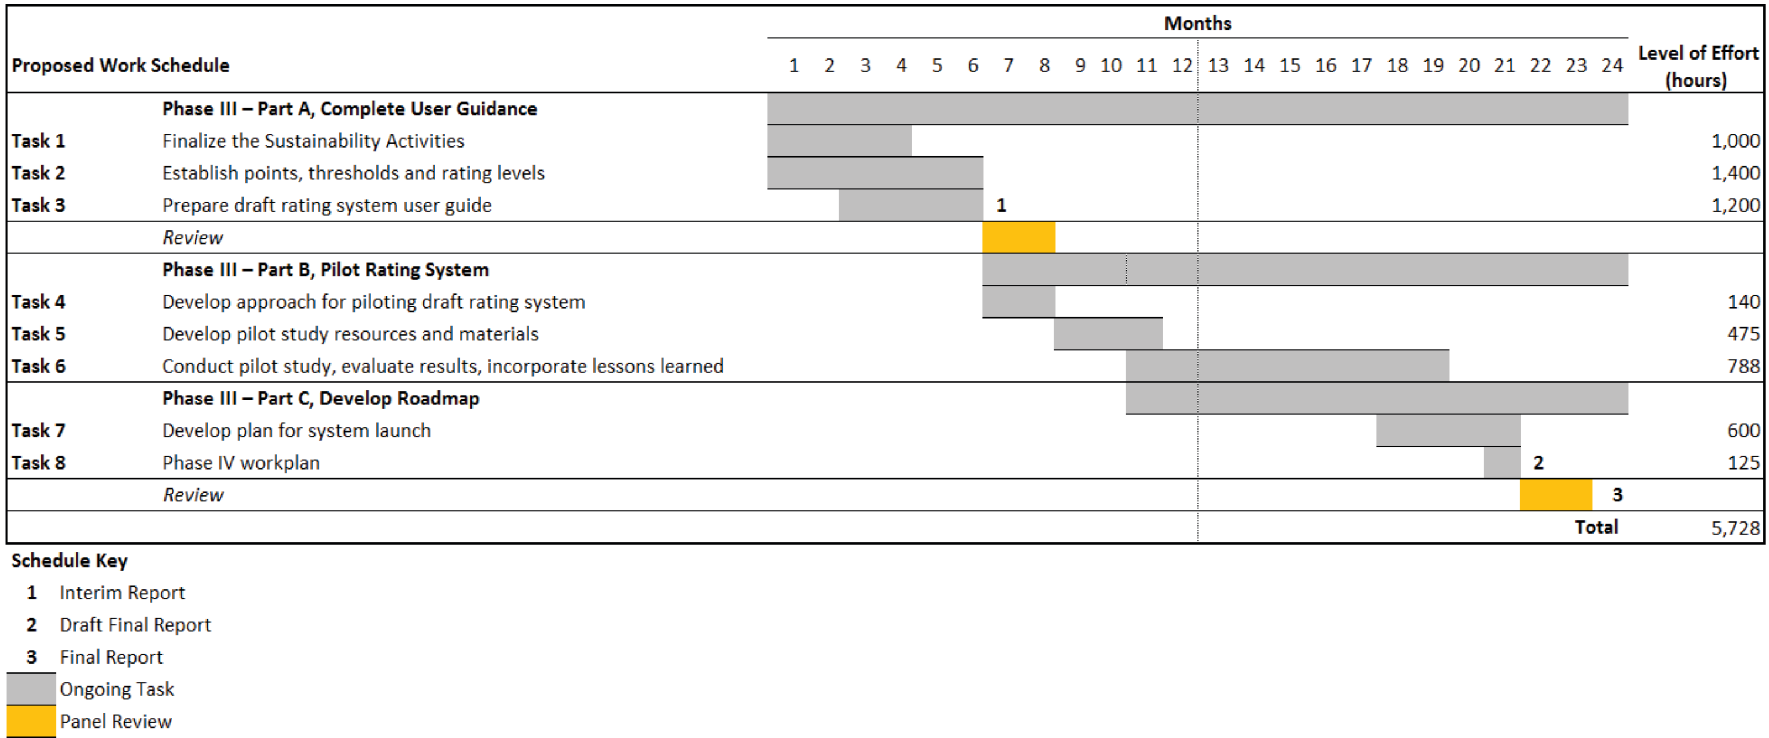 Months
Proposed Work Schedule 1 2 3 4 5 6 7 8 9 10 11 12 13 14 15 16 17 18 19 20 21 22 23 24 Level of Effort (hours)
Phase III – Part A, Complete User Guidance
Task 1 Finalize the Sustainability Activities 1,000
Task 2 Establish points, thresholds and rating levels 1,400
Task 3 Prepare draft rating system user guide 1 1,200
Review
Phase III – Part B, Pilot Rating System
Task 4 Develop approach for piloting draft rating system 140
Task 5 Develop pilot study resources and materials 475
Task 6 Conduct pilot study, evaluate results, incorporate lessons learned 788
Phase III – Part C, Develop Roadmap
Task 7 Develop plan for system launch 600
Task 8 Phase IV workplan 2 125
Review 3
Total 5,728
Schedule Key
1 Interim Report
2 Draft Final Report
3 Final Report
Ongoing Task
Panel Review